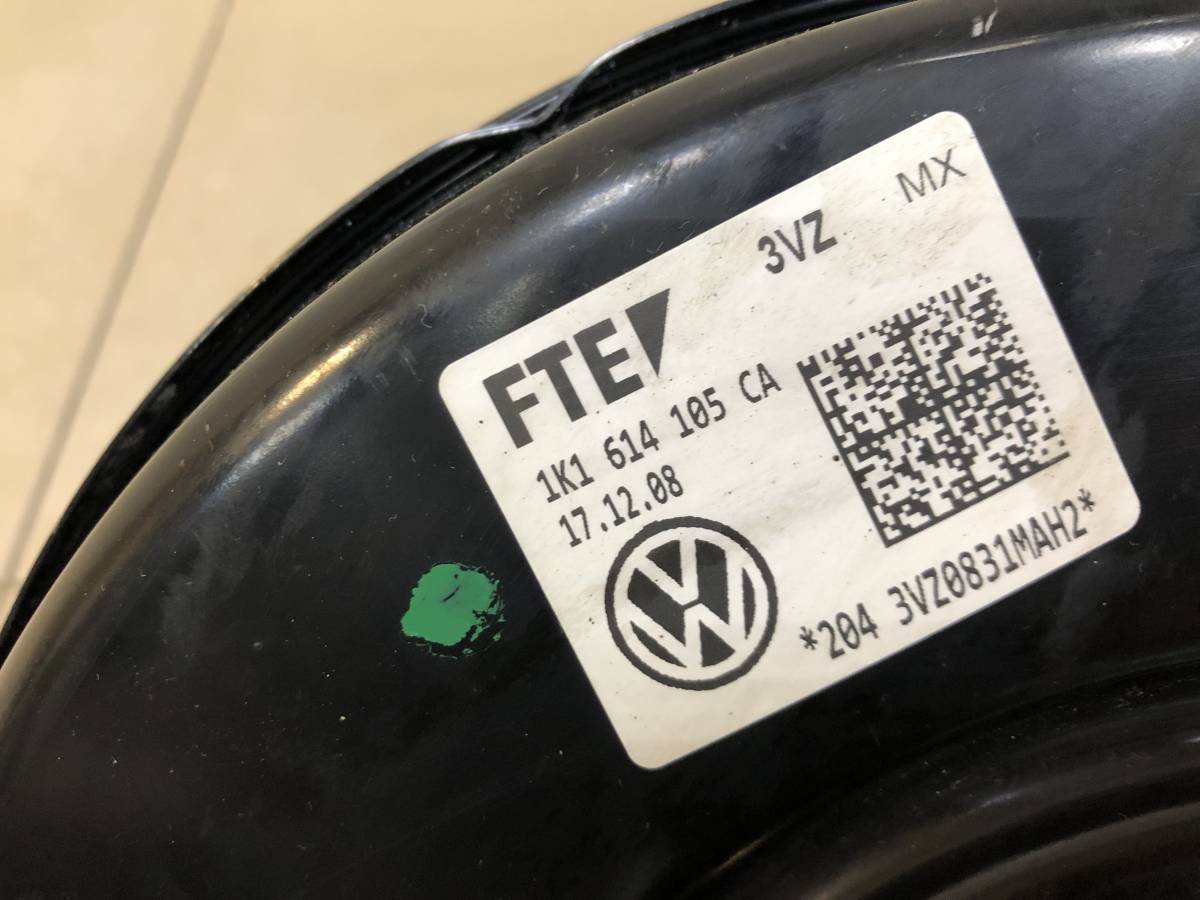 3VZ MX
FTE
1K1 614 105 CA
17.12.08
*204 3VZ0831MAH2*